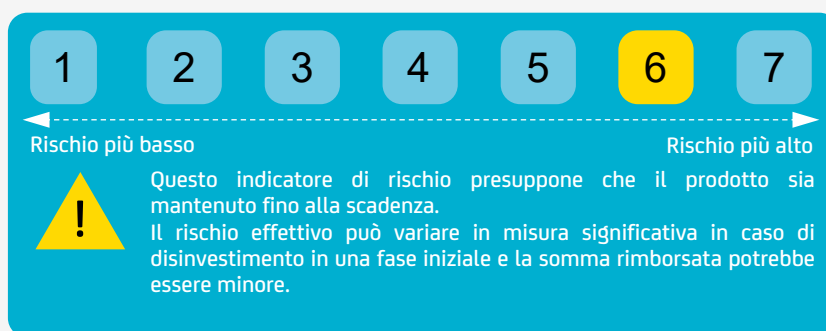 1 2 3 4 5 6 7
Rischio più basso Rischio più alto
! Questo indicatore di rischio presuppone che il prodotto sia
mantenuto fino alla scadenza.
Il rischio effettivo può variare in misura significativa in caso di
disinvestimento in una fase iniziale e la somma rimborsata potrebbe
essere minore.